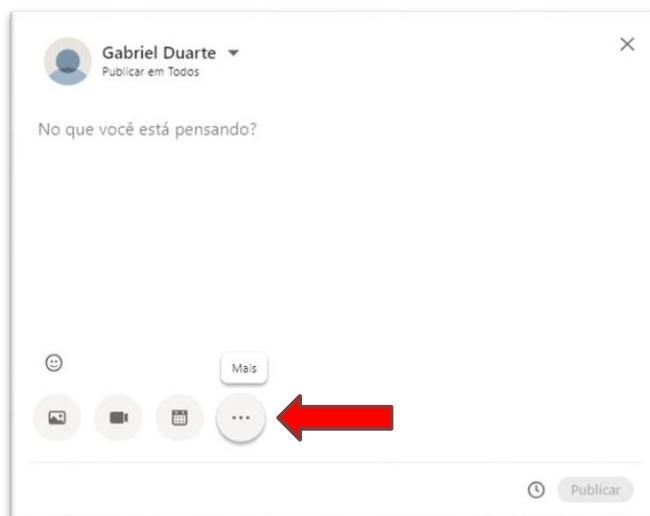 Gabriel Duarte
Publicar em Todos
No que você está pensando?
Mais
Publicar